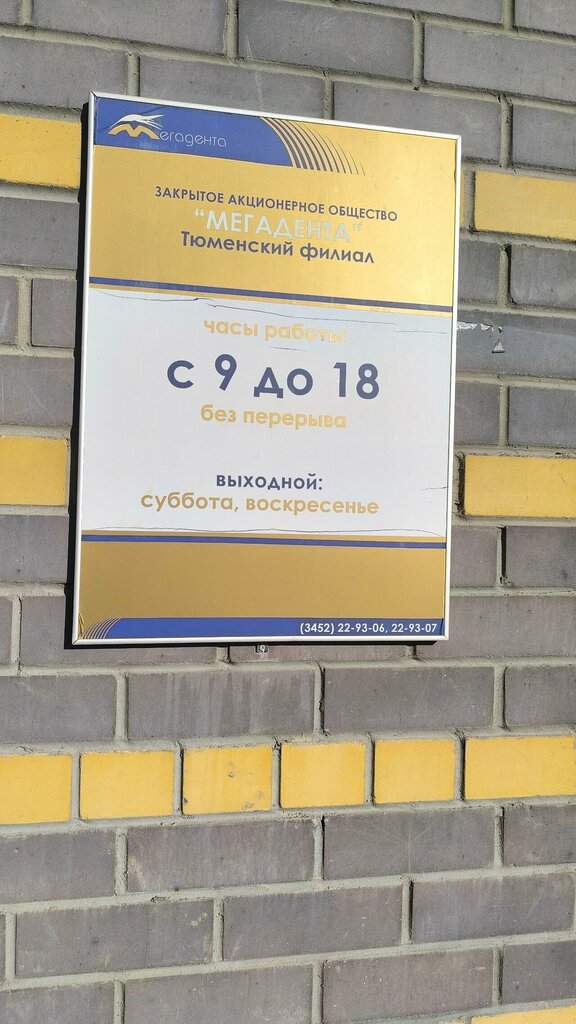 Мегадента
ЗАКРЫТОЕ АКЦИОНЕРНОЕ ОБЩЕСТВО
"МЕГАДЕНТА"
Тюменский филиал
часы работы:
с 9 до 18
без перерыва
выходной:
суббота, воскресенье
(3452) 22-93-06, 22-93-07
9